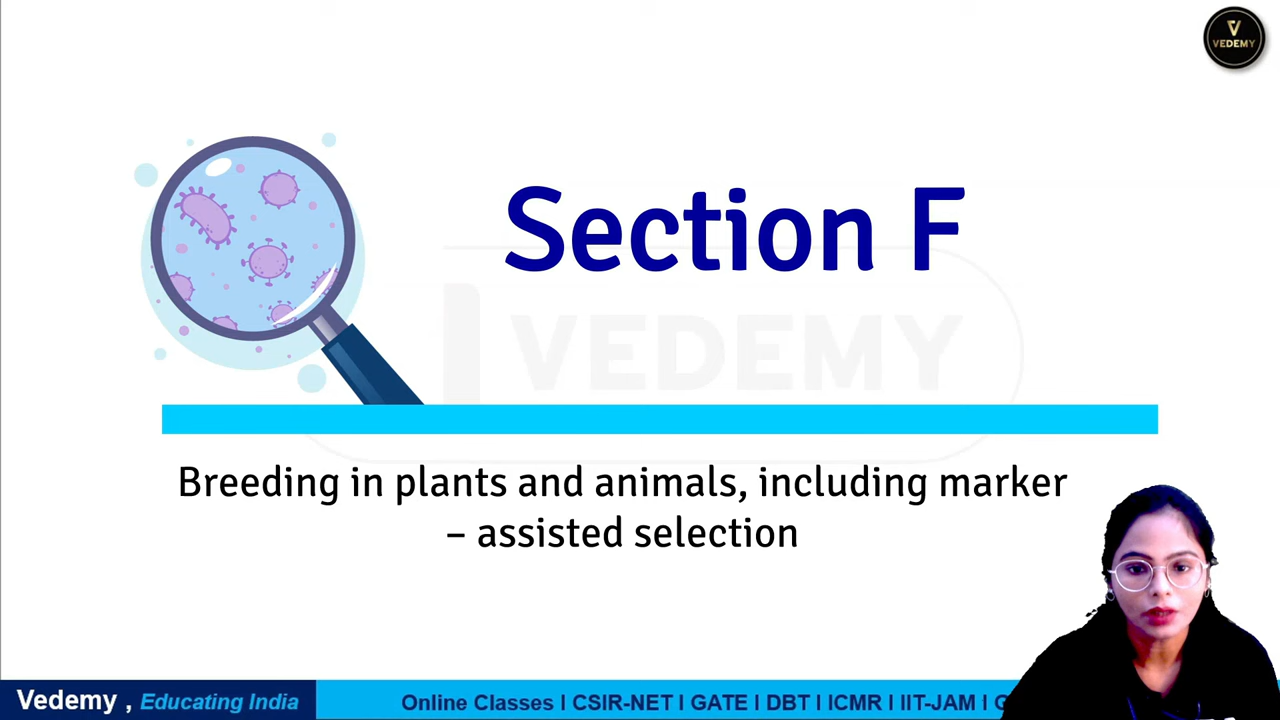 VEDEMY
Section F
VEDEMY
Breeding in plants and animals, including marker
– assisted selection
Vedemy , Educating India
Online Classes I CSIR-NET I GATE I DBT I ICMR I IIT-JAM I